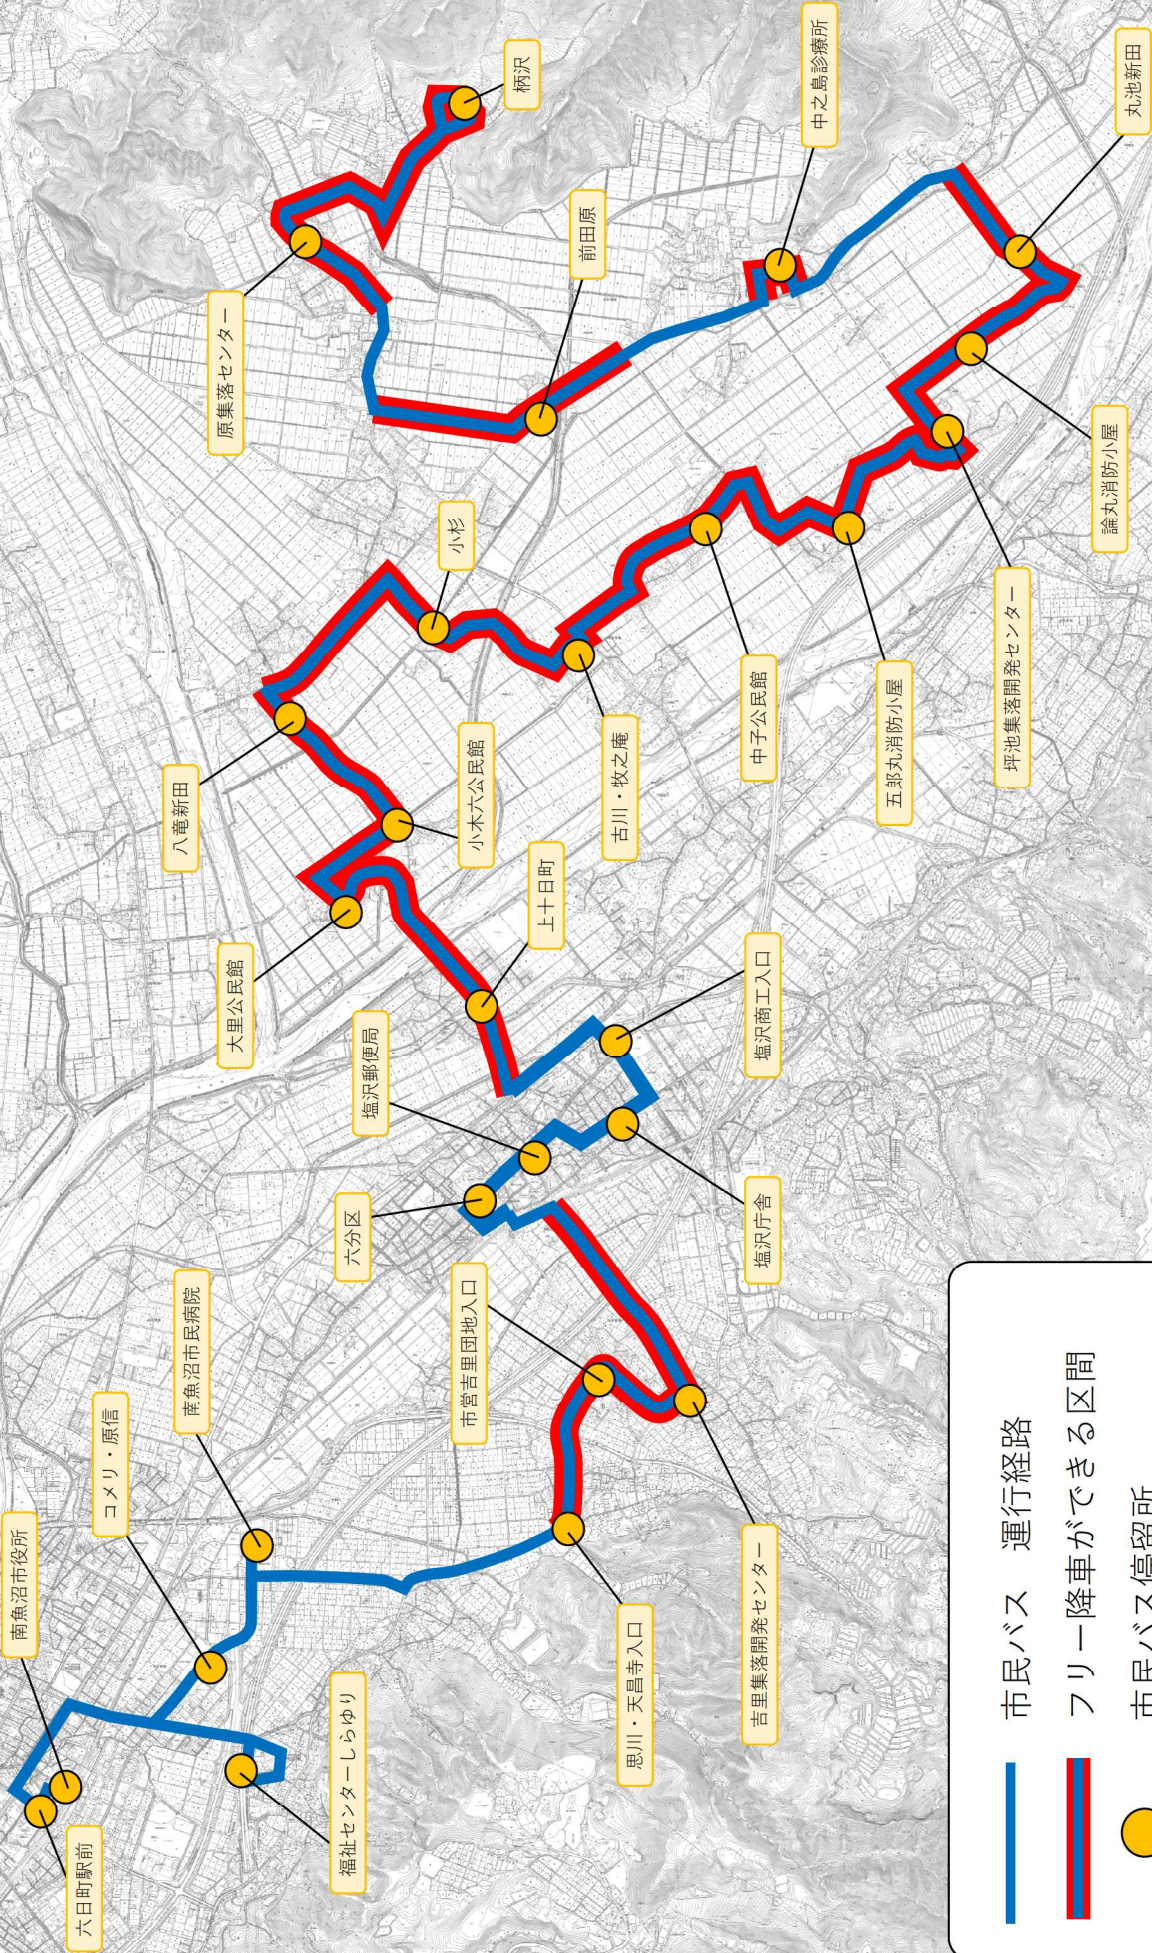 六日町駅前
南魚沼市役所
福祉センターしらゆり
コメリ・原信
南魚沼市民病院
思川・天昌寺入口
市営吉里団地入口
吉里集落開発センター
六分区
塩沢郵便局
塩沢庁舎
塩沢商工入口
上十日町
大里公民館
小木六公民館
八竜新田
小杉
古川・牧之庵
中子公民館
五郎丸消防小屋
坪池集落開発センター
論丸消防小屋
丸池新田
中之島診療所
前田原
原集落センター
柄沢
市民バス 運行経路
フリー降車ができる区間
市民バス停留所